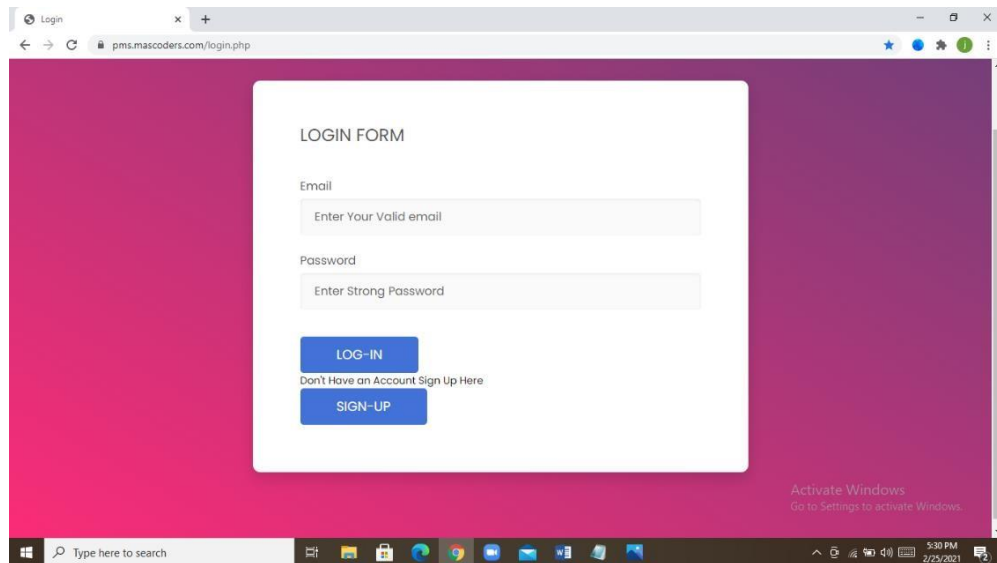 Login
pms.mascoders.com/login.php
LOGIN FORM
Email
Enter Your Valid email
Password
Enter Strong Password
LOG-IN
Don't Have an Account Sign Up Here
SIGN-UP
Activate Windows
Go to Settings to activate Windows.
Type here to search
5:30 PM
2/25/2021